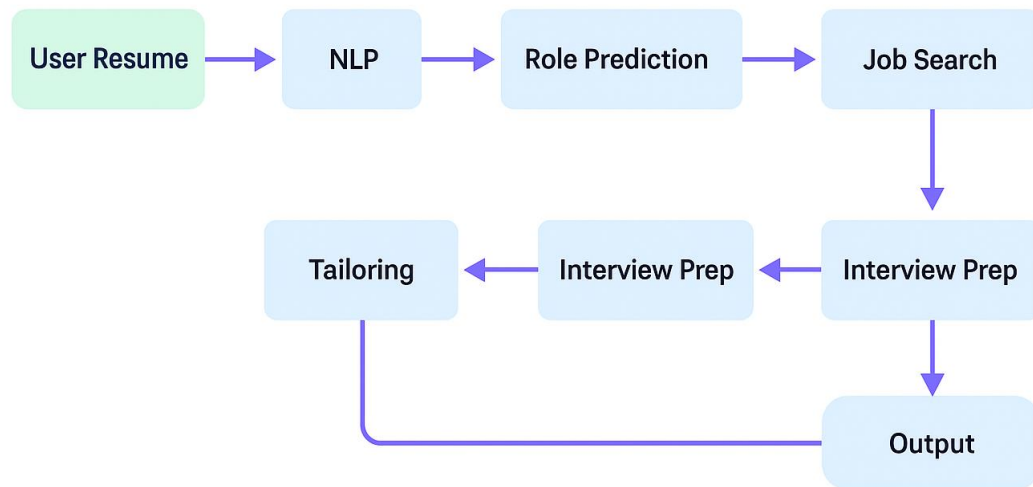 User Resume
NLP
Role Prediction
Job Search
Tailoring
Interview Prep
Interview Prep
Output